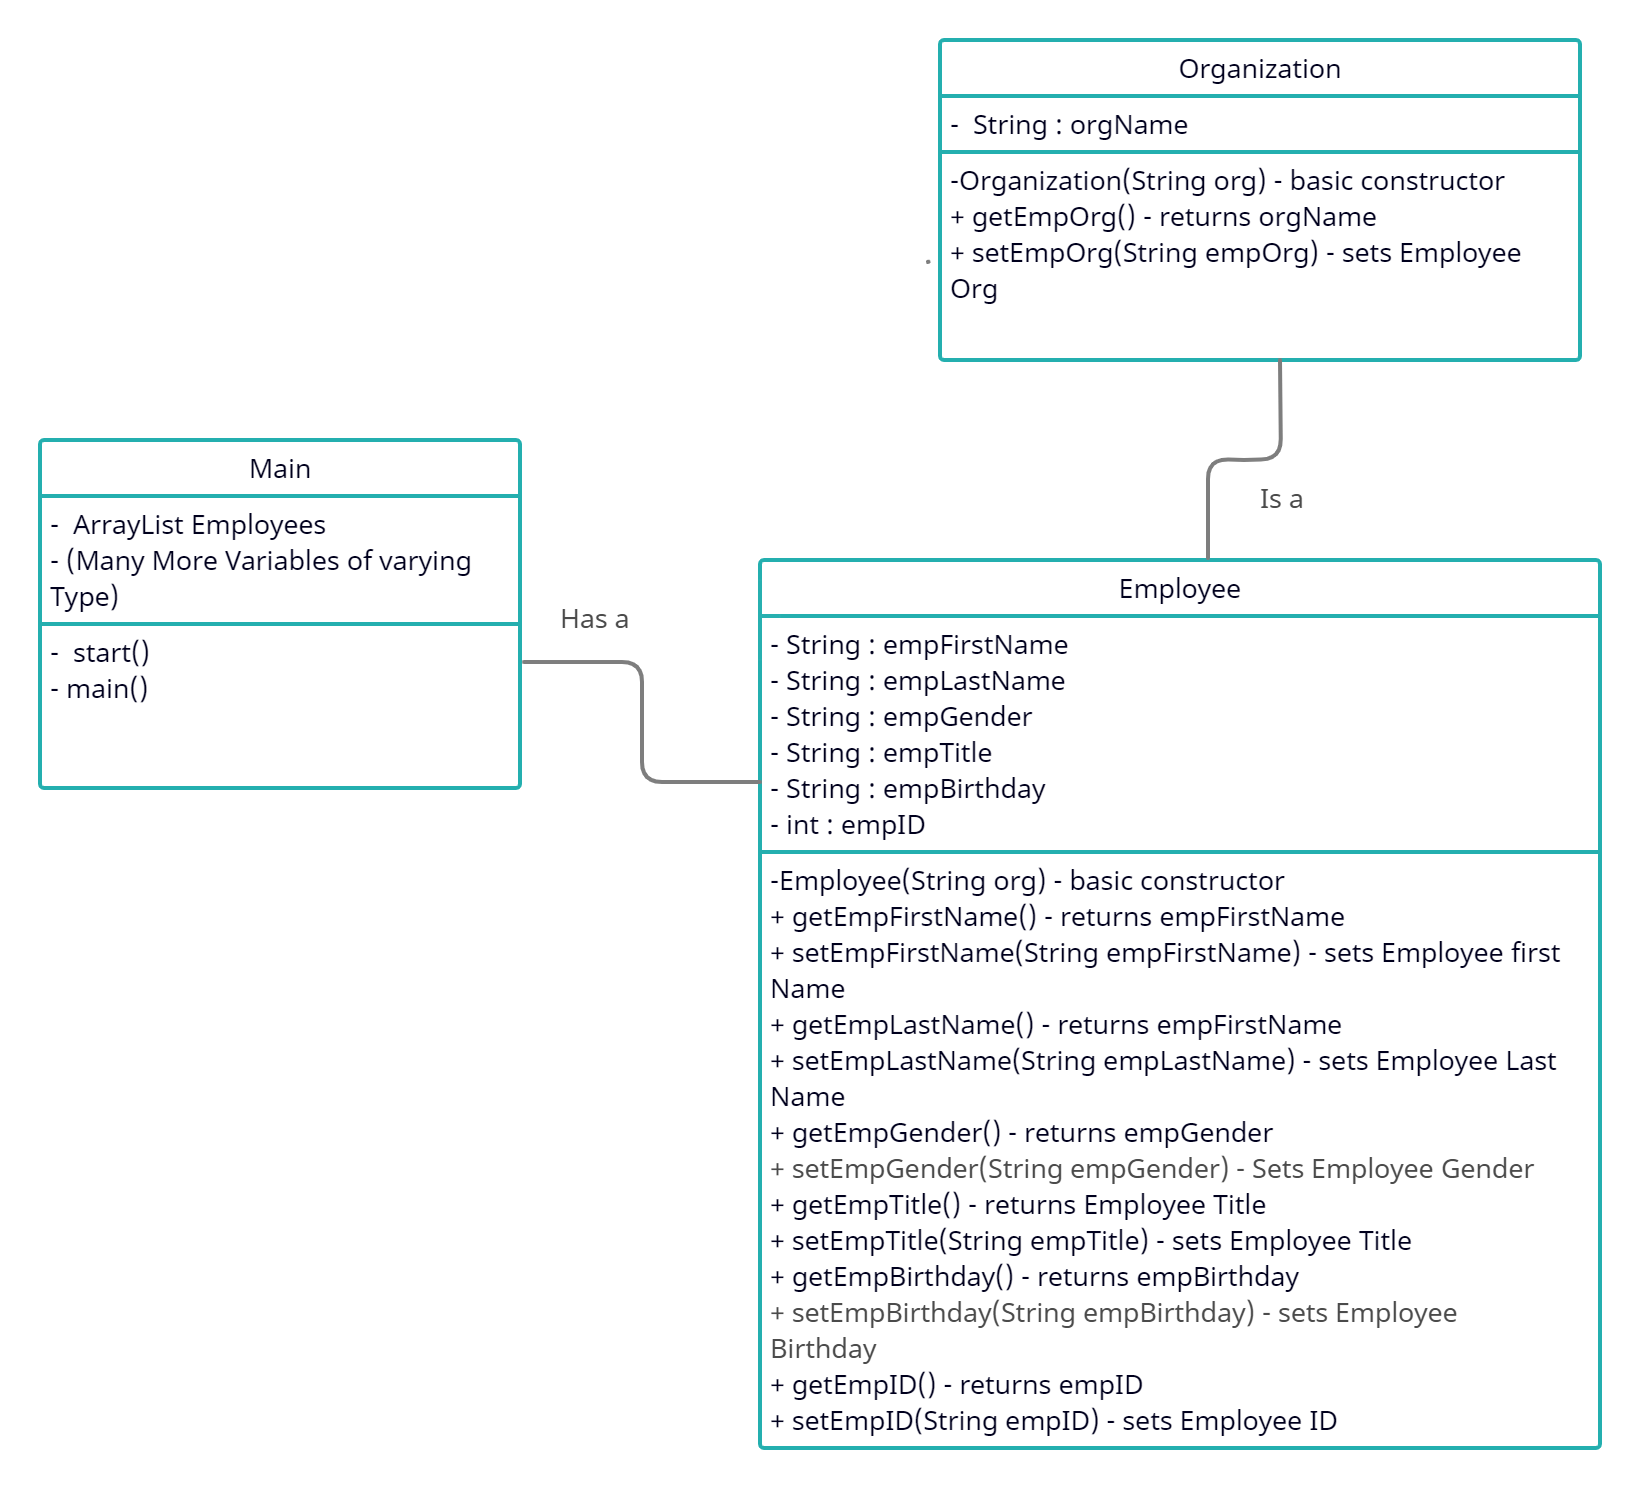 Organization
- String : orgName
-Organization(String org) - basic constructor
+ getEmpOrg() - returns orgName
+ setEmpOrg(String empOrg) - sets Employee
Org
Is a
Main
- ArrayList Employees
- (Many More Variables of varying
Type)
- start()
- main()
Has a
Employee
- String : empFirstName
- String : empLastName
- String : empGender
- String : empTitle
- String : empBirthday
- int : empID
-Employee(String org) - basic constructor
+ getEmpFirstName() - returns empFirstName
+ setEmpFirstName(String empFirstName) - sets Employee first
Name
+ getEmpLastName() - returns empFirstName
+ setEmpLastName(String empLastName) - sets Employee Last
Name
+ getEmpGender() - returns empGender
+ setEmpGender(String empGender) - Sets Employee Gender
+ getEmpTitle() - returns Employee Title
+ setEmpTitle(String empTitle) - sets Employee Title
+ getEmpBirthday() - returns empBirthday
+ setEmpBirthday(String empBirthday) - sets Employee
Birthday
+ getEmpID() - returns empID
+ setEmpID(String empID) - sets Employee ID